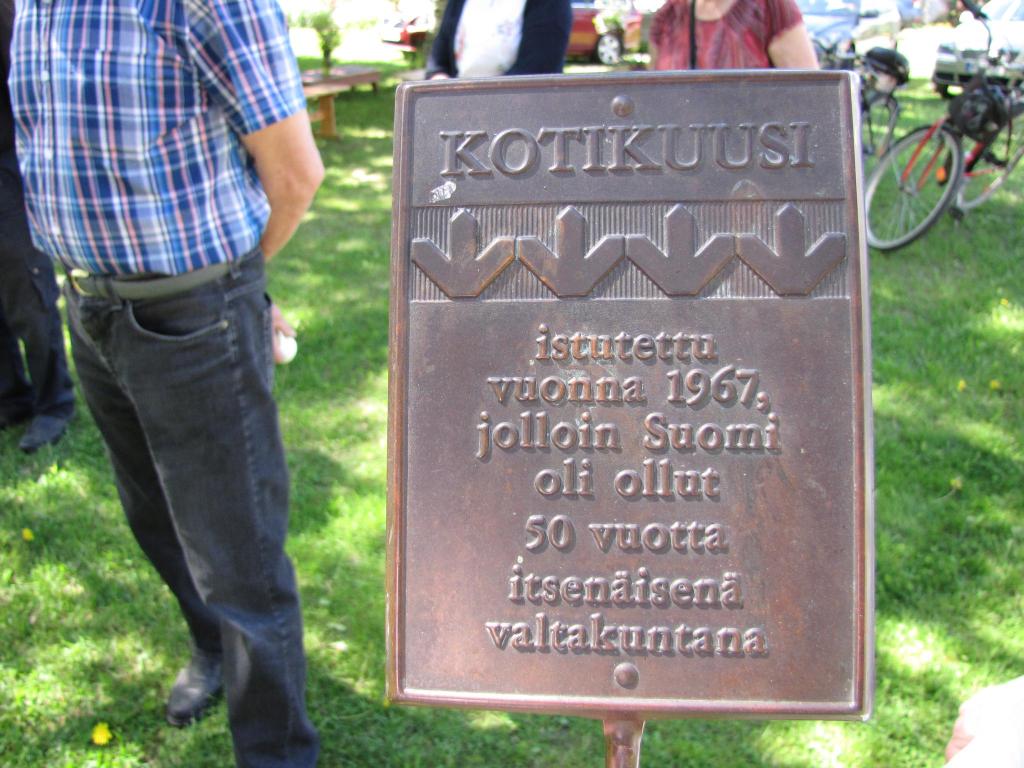 KOTIKUUSI
istutettu
vuonna 1967,
jolloin Suomi
oli ollut
50 vuotta
itsenäisenä
valtakuntana